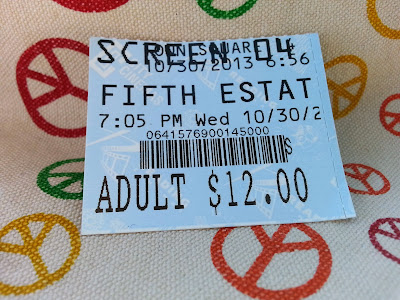 SCREEN 04
SQUARE
10/30/2013 6:56
FIFTH ESTAT
7:05 PM Wed 10/30/2
0641576900145000
S
ADULT $12.00